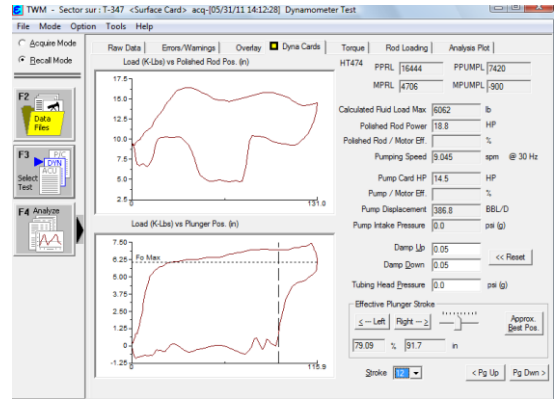 TWM - Sector sur : T-347 <Surface Card> acq-[05/31/11 14:12:28] Dynamometer Test
File Mode Option Tools Help
Acquire Mode
Recall Mode
F2
Data Files
F3
P/C
DYN
ACU
Select Test
F4 Analyze
Raw Data Errors/Warnings Overlay Dyna Cards Torque Rod Loading Analysis Plot
Load (K-Lbs) vs Polished Rod Pos. (in)
17.5
15.0
12.5
10.0
7.5
5.0
2.5
0 131.0
Load (K-Lbs) vs Plunger Pos. (in)
7.50
Fo Max
6.25
5.00
3.75
2.50
1.25
0
-1.25
0 115.9
HT474 PPRL 16444 PPUMPL 7420
MPRL 4706 MPUMPL -900
Calculated Fluid Load Max 6062 lb
Polished Rod Power 18.8 HP
Polished Rod / Motor Eff. %
Pumping Speed 9.045 spm @ 30 Hz
Pump Card HP 14.5 HP
Pump / Motor Eff. %
Pump Displacement 386.8 BBL/D
Pump Intake Pressure 0.0 psi (g)
Damp Up 0.05
Damp Down 0.05
<< Reset
Tubing Head Pressure 0.0 psi (g)
Effective Plunger Stroke
<-- Left Right -->
Approx. Best Pos.
79.09 % 91.7 in
Stroke 12 < Pg Up Pg Dwn >